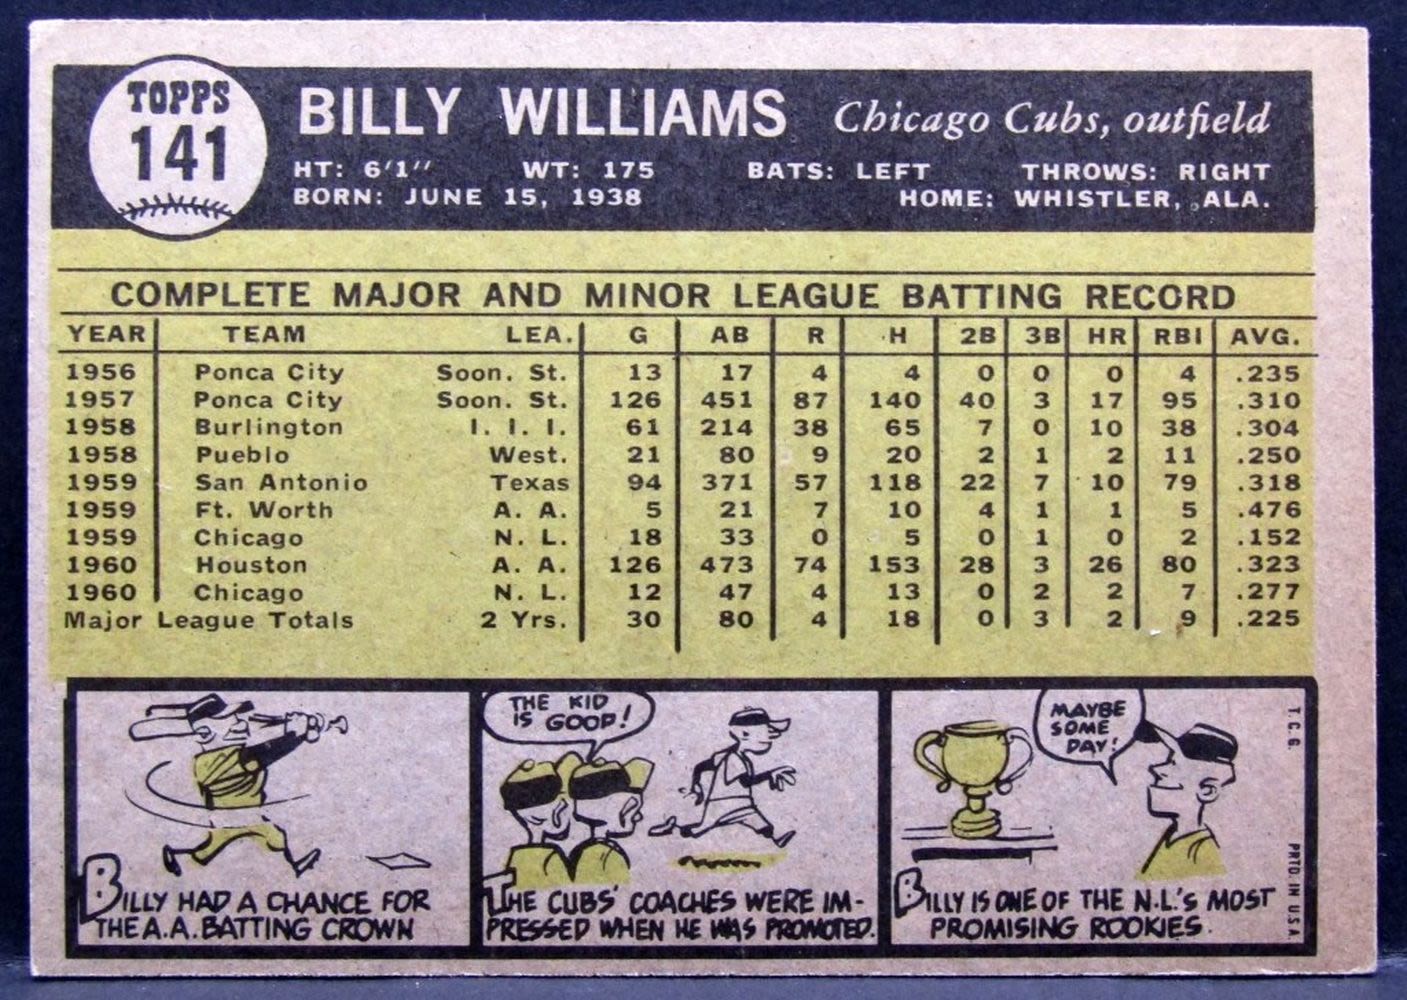 TOPPS
141
BILLY WILLIAMS Chicago Cubs, outfield
HT: 6'1" WT: 175 BATS: LEFT THROWS: RIGHT
BORN: JUNE 15, 1938 HOME: WHISTLER, ALA.
COMPLETE MAJOR AND MINOR LEAGUE BATTING RECORD
YEAR TEAM LEA. G AB R H 2B 3B HR RBI AVG.
1956 Ponca City Soon. St. 13 17 4 4 0 0 0 4 .235
1957 Ponca City Soon. St. 126 451 87 140 40 3 17 95 .310
1958 Burlington I. I. I. 61 214 38 65 7 0 10 38 .304
1958 Pueblo West. 21 80 9 20 2 1 2 11 .250
1959 San Antonio Texas 94 371 57 118 22 7 10 79 .318
1959 Ft. Worth A. A. 5 21 7 10 4 1 1 5 .476
1959 Chicago N. L. 18 33 0 5 0 1 0 2 .152
1960 Houston A. A. 126 473 74 153 28 3 26 80 .323
1960 Chicago N. L. 12 47 4 13 0 2 2 7 .277
Major League Totals 2 Yrs. 30 80 4 18 0 3 2 9 .225
BILLY HAD A CHANCE FOR
THE A.A. BATTING CROWN
THE KID
IS GOOD!
THE CUBS' COACHES WERE IM-
PRESSED WHEN HE WAS PROMOTED.
MAYBE
SOME
DAY!
BILLY IS ONE OF THE N.L.'S MOST
PROMISING ROOKIES.
T.C.G. PRTD IN U.S.A.